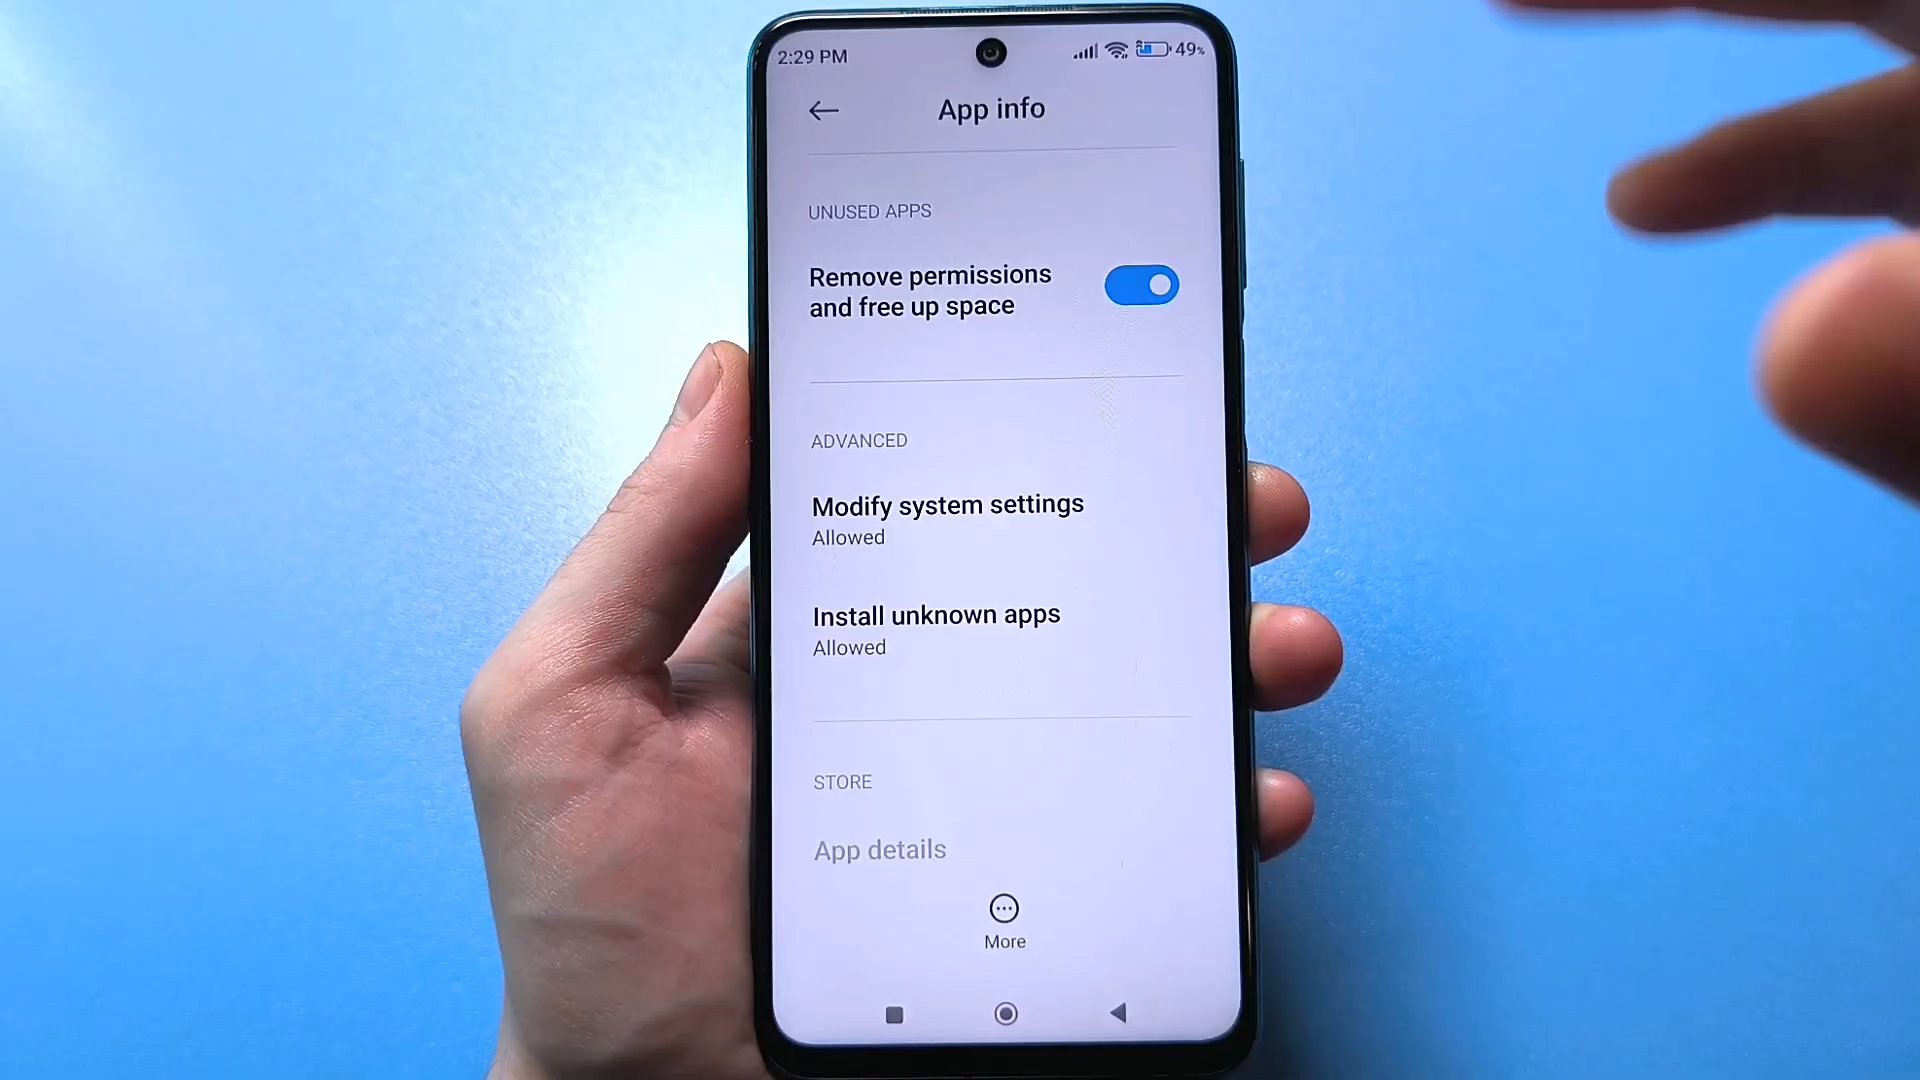 2:29 PM
49%
App info
UNUSED APPS
Remove permissions
and free up space
ADVANCED
Modify system settings
Allowed
Install unknown apps
Allowed
STORE
App details
More